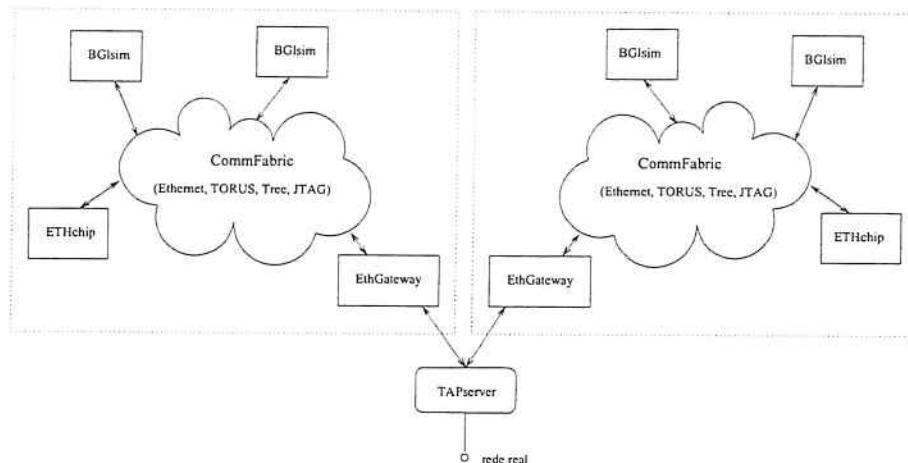 BGlsim
BGlsim
CommFabric
(Ethernet, TORUS, Tree, JTAG)
ETHchip
EthGateway
BGlsim
BGlsim
CommFabric
(Ethernet, TORUS, Tree, JTAG)
ETHchip
EthGateway
TAPserver
rede real